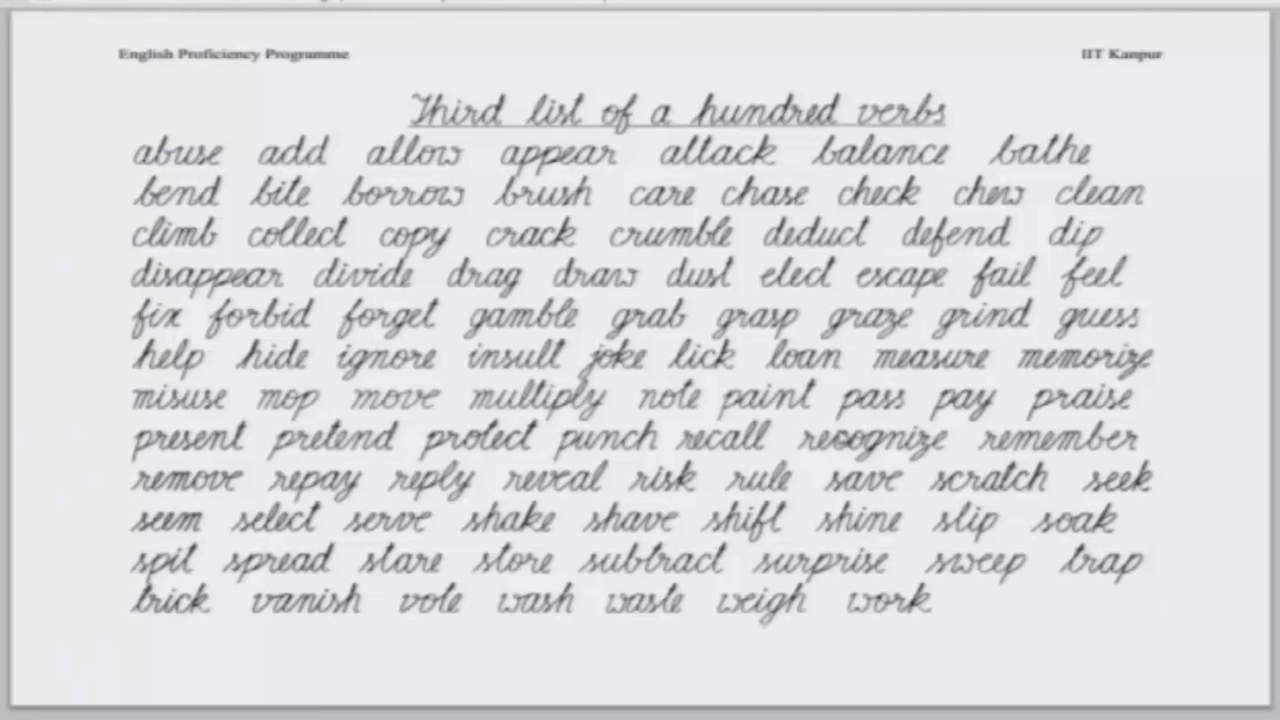 English Proficiency Programme IIT Kanpur
Third list of a hundred verbs
abuse add allow appear attack balance bathe
bend bite borrow brush care chase check chew clean
climb collect copy crack crumble deduct defend dip
disappear divide drag draw dust elect escape fail feel
fix forbid forget gamble grab grasp graze grind guess
help hide ignore insult joke lick loan measure memorize
misuse mop move multiply note paint pass pay praise
present pretend protect punch recall recognize remember
remove repay reply reveal risk rule save scratch seek
seem select serve shake shave shift shine slip soak
spit spread stare store subtract surprise sweep trap
trick vanish vote wash waste weigh work